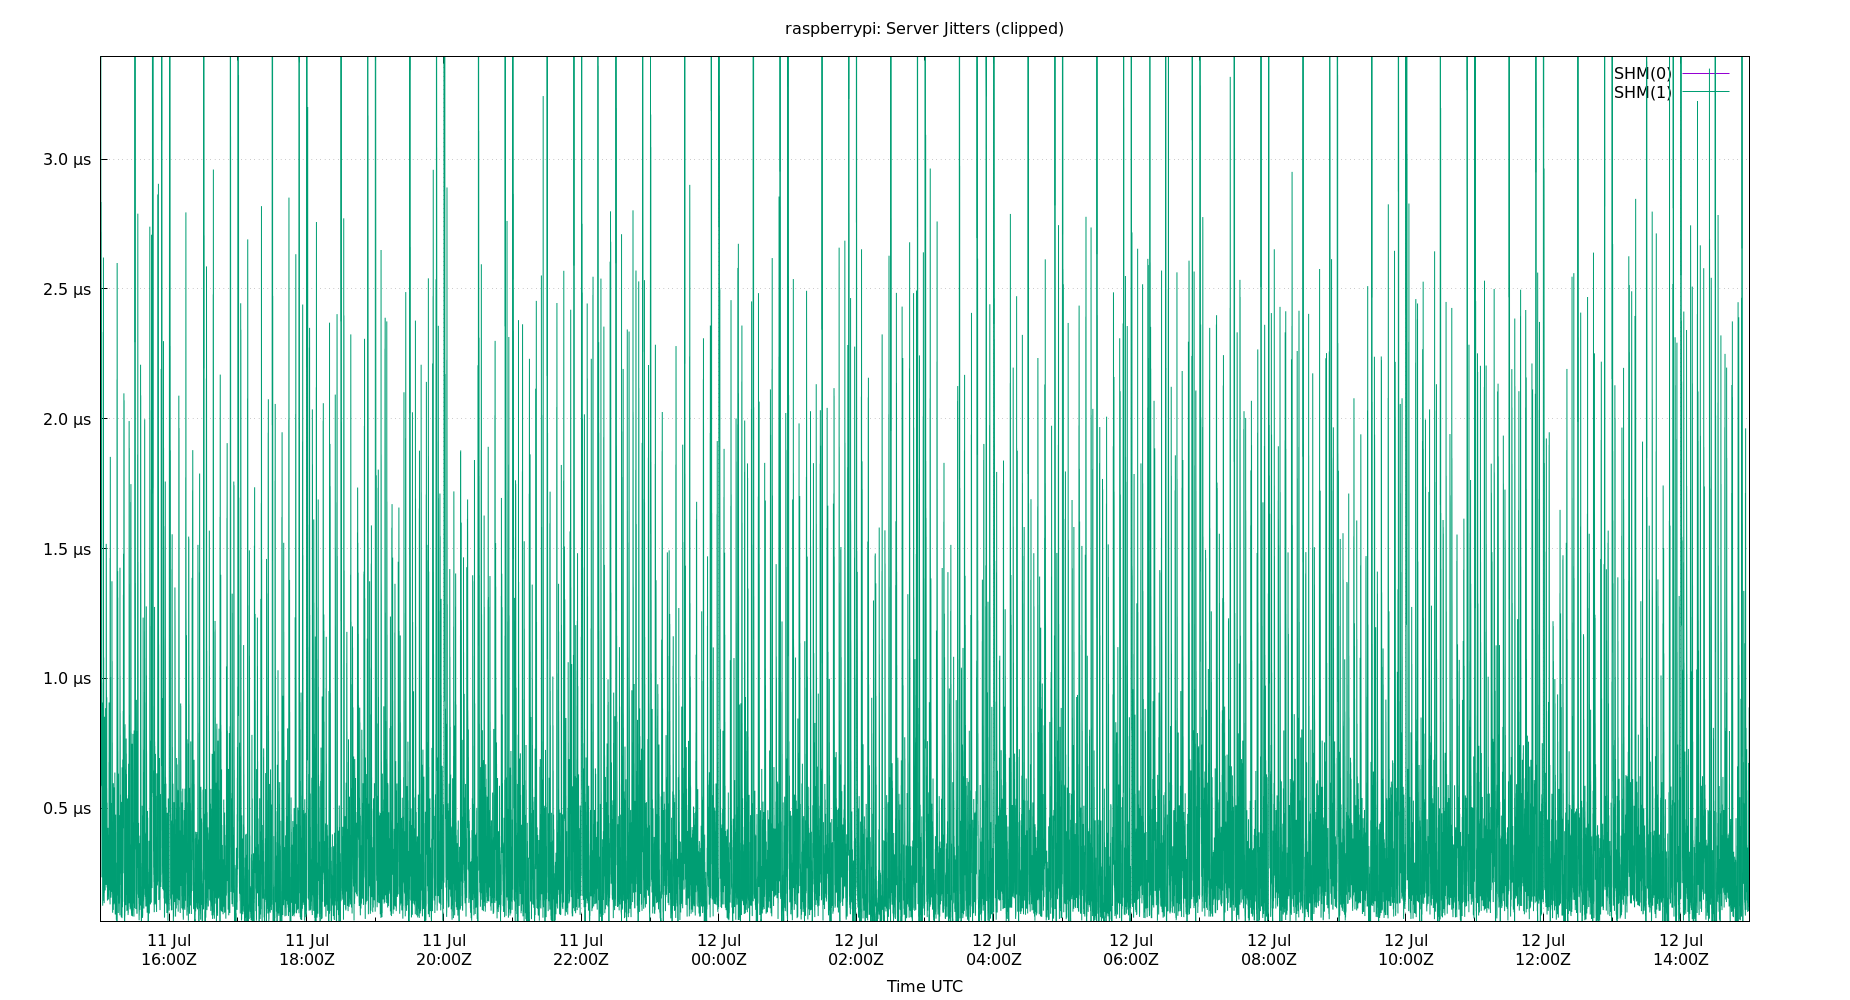 raspberrypi: Server Jitters (clipped)
SHM(0)
SHM(1)
3.0 µs
2.5 µs
2.0 µs
1.5 µs
1.0 µs
0.5 µs
11 Jul 11 Jul 11 Jul 11 Jul 12 Jul 12 Jul 12 Jul 12 Jul 12 Jul 12 Jul 12 Jul 12 Jul
16:00Z 18:00Z 20:00Z 22:00Z 00:00Z 02:00Z 04:00Z 06:00Z 08:00Z 10:00Z 12:00Z 14:00Z
Time UTC